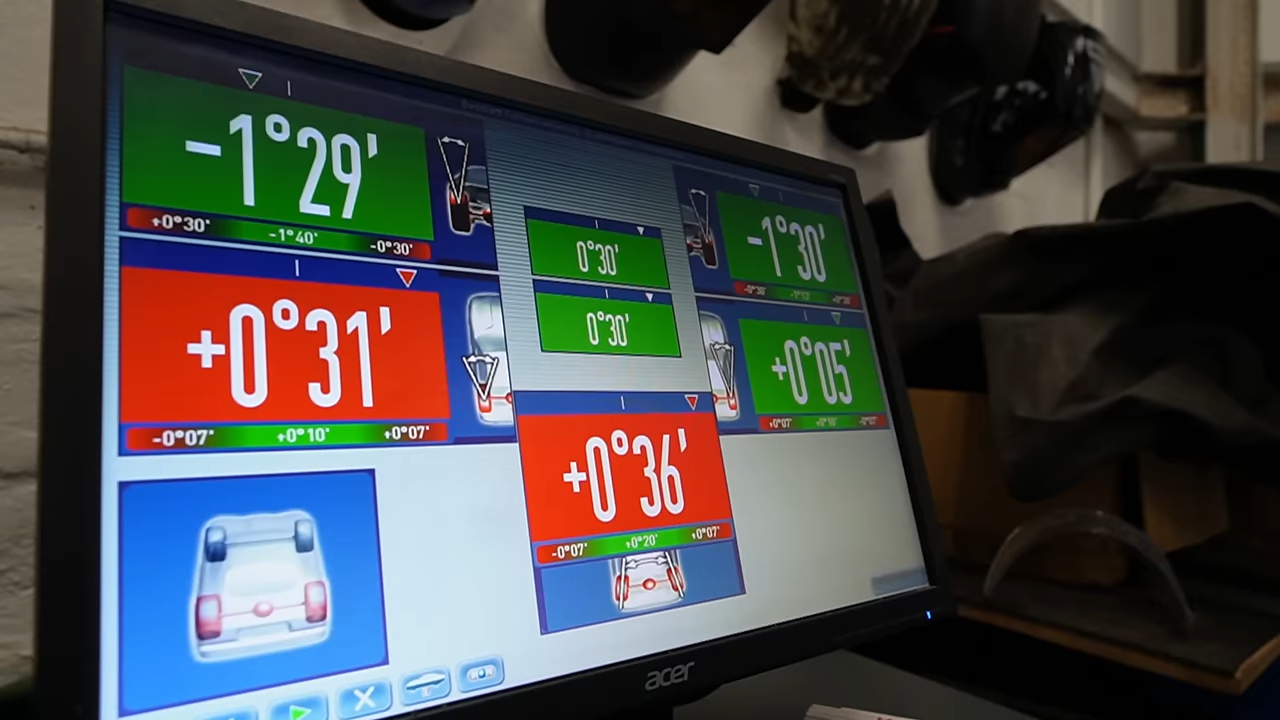 -1°29'
+0°30' -1°40' -0°30'
0°30'
-1°30'
0°30'
+0°31'
-0°07' +0°10' +0°07'
+0°05'
+0°36'
-0°07' +0°20' +0°07'
acer